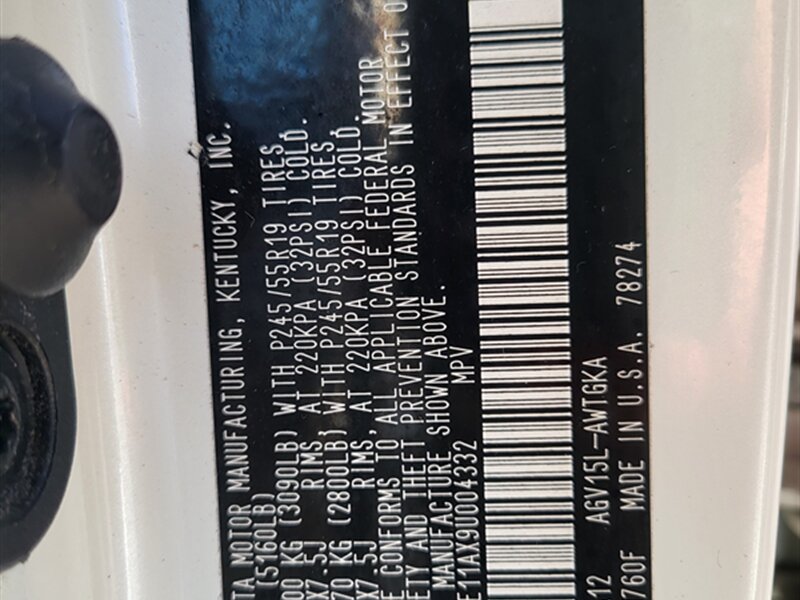 TA MOTOR MANUFACTURING, KENTUCKY, INC.
(5160LB)
00 KG (3090LB) WITH P245/55R19 TIRES,
X7.5J RIMS, AT 220KPA (32PSI) COLD.
70 KG (2800LB) WITH P245/55R19 TIRES,
X7.5J RIMS, AT 220KPA (32PSI) COLD.
E CONFORMS TO ALL APPLICABLE FEDERAL MOTOR
ETY AND THEFT PREVENTION STANDARDS IN EFFECT O
MANUFACTURE SHOWN ABOVE.
E11AX9U004332 MPV
12 AGV15L-AWTGKA
760F MADE IN U.S.A. 78274